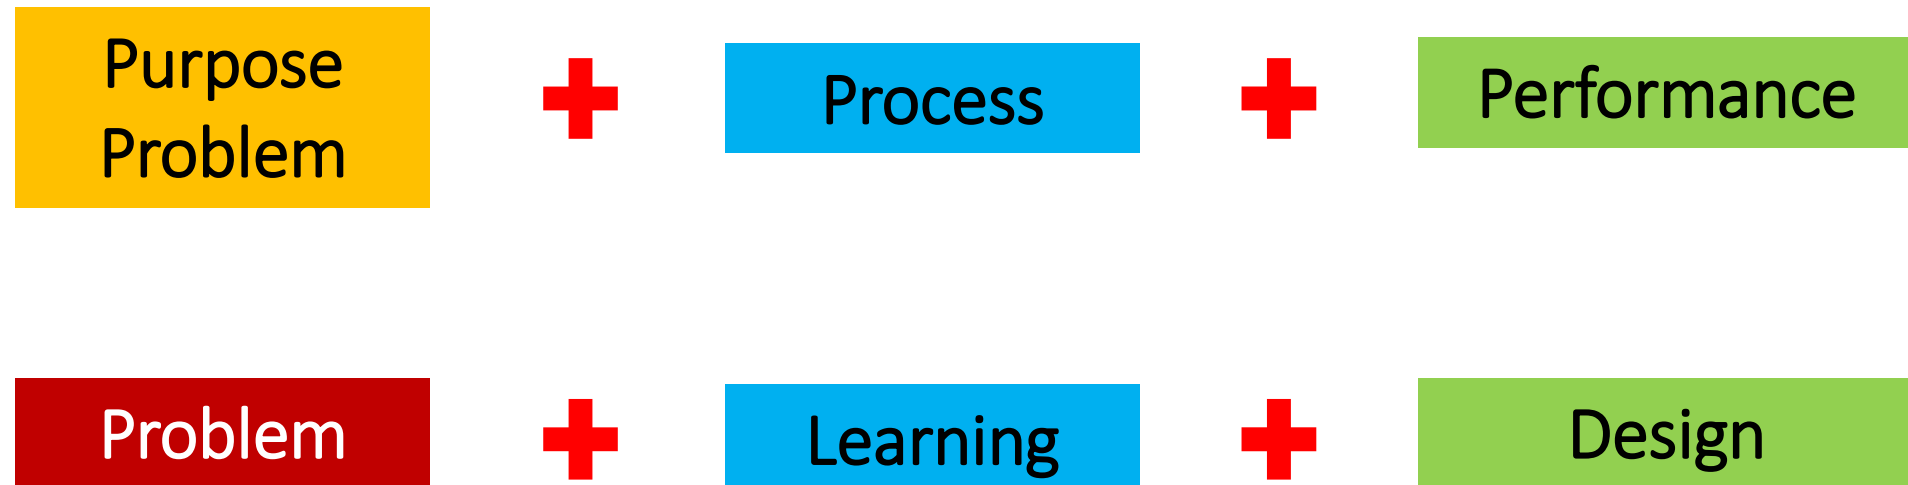 Purpose
Problem
Process
Performance
Problem
Learning
Design